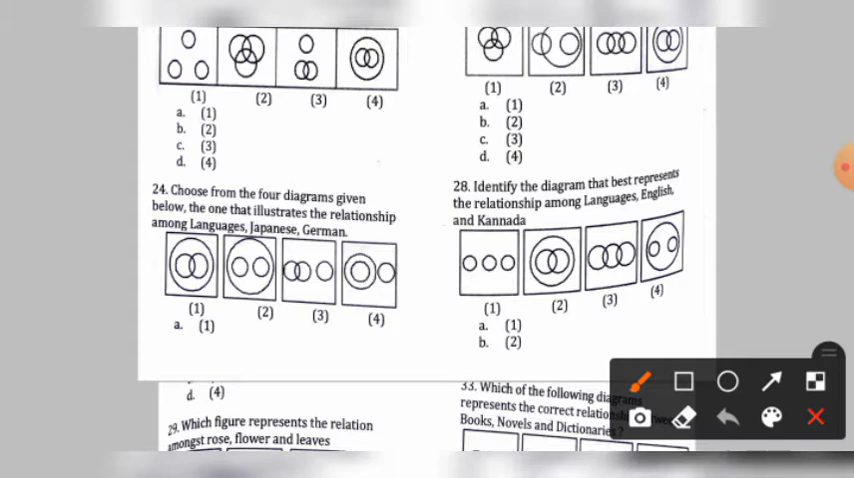 (1) (2) (3) (4)
a. (1)
b. (2)
c. (3)
d. (4)
24. Choose from the four diagrams given
below, the one that illustrates the relationship
among Languages, Japanese, German.
(1) (2) (3) (4)
a. (1)
(1) (2) (3) (4)
a. (1)
b. (2)
c. (3)
d. (4)
28. Identify the diagram that best represents
the relationship among Languages, English,
and Kannada
(1) (2) (3) (4)
a. (1)
b. (2)
d. (4)
29. Which figure represents the relation
amongst rose, flower and leaves
33. Which of the following diagrams
represents the correct
Books, Novels and Dictionaries ?